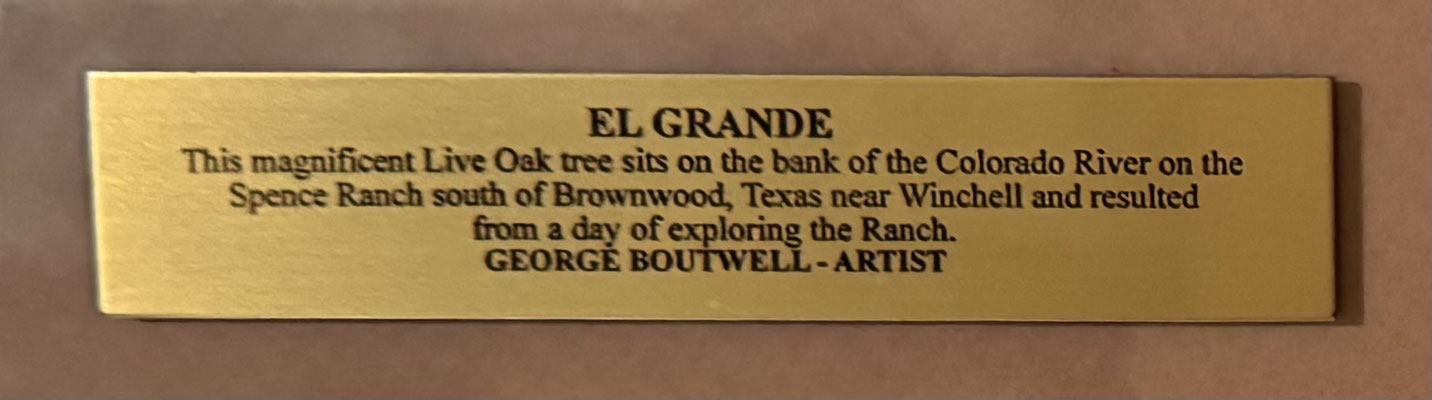 EL GRANDE
This magnificent Live Oak tree sits on the bank of the Colorado River on the
Spence Ranch south of Brownwood, Texas near Winchell and resulted
from a day of exploring the Ranch.
GEORGE BOUTWELL - ARTIST